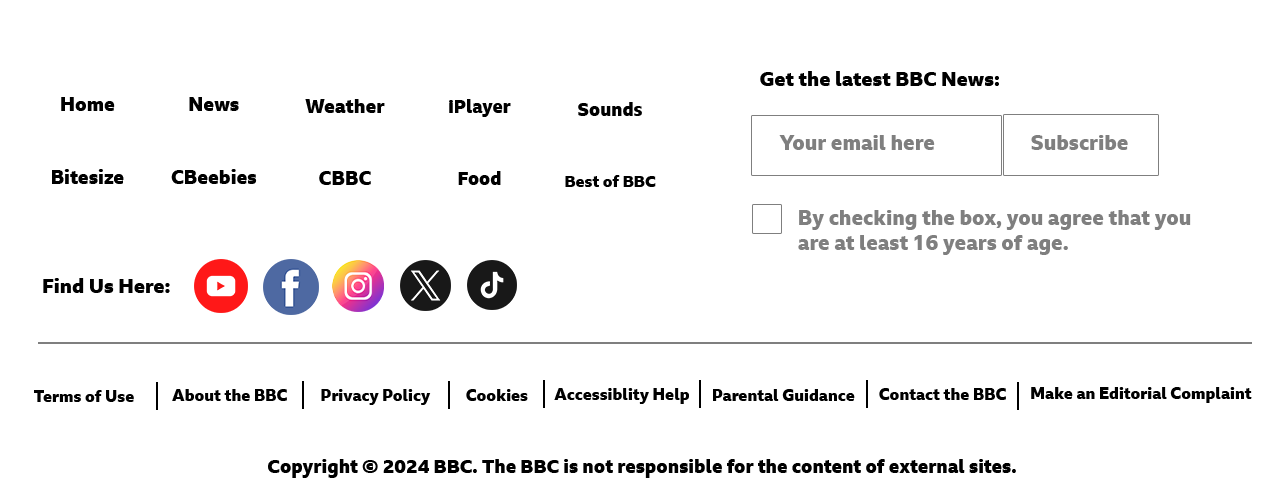 Get the latest BBC News:
Home News Weather IPlayer Sounds
Your email here Subscribe
Bitesize CBeebies CBBC Food Best of BBC
By checking the box, you agree that you
are at least 16 years of age.
Find Us Here:
Terms of Use About the BBC Privacy Policy Cookies Accessiblity Help Parental Guidance Contact the BBC Make an Editorial Complaint
Copyright © 2024 BBC. The BBC is not responsible for the content of external sites.